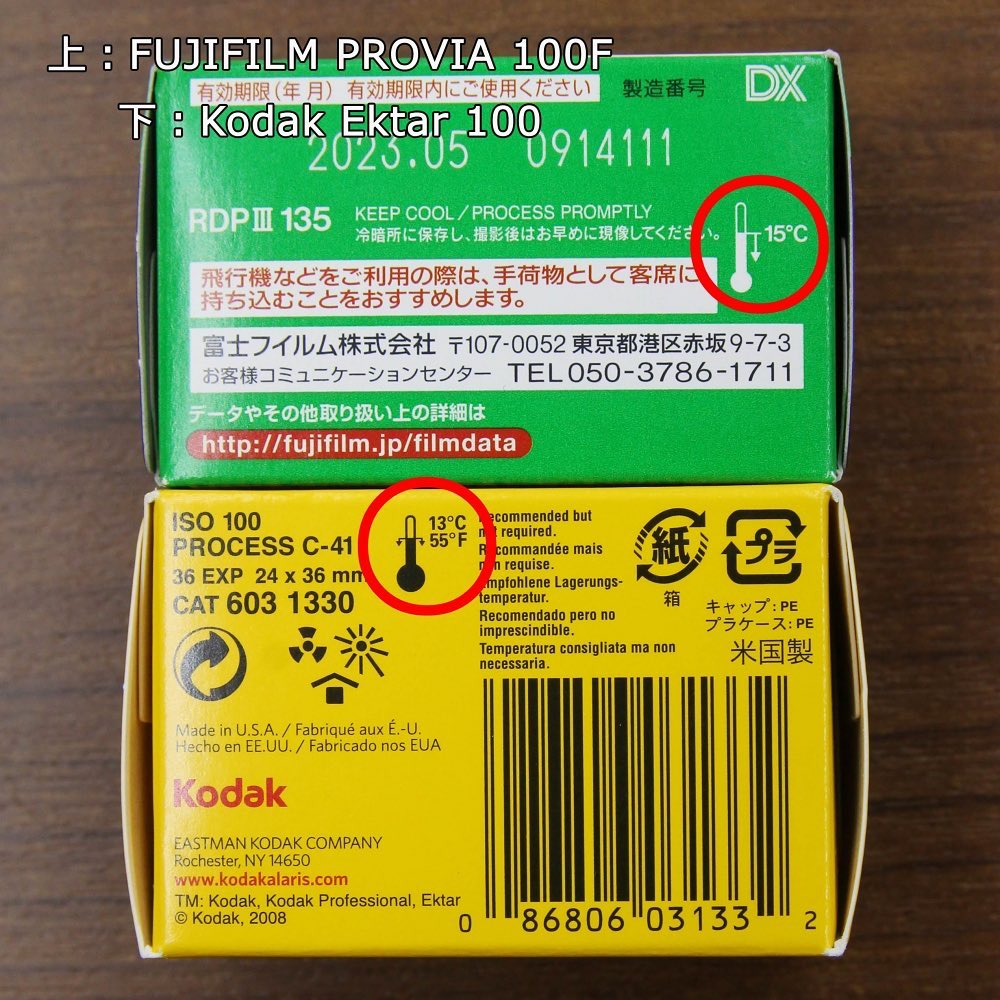 上：FUJIFILM PROVIA 100F
下：Kodak Ektar 100
有効期限(年月) 有効期限内にご使用ください 製造番号 DX
2023.05 0914111
RDPⅢ 135
KEEP COOL/PROCESS PROMPTLY
冷暗所に保存し、撮影後はお早めに現像してください。
15°C
飛行機などをご利用の際は、手荷物として客席に
持ち込むことをおすすめします。
富士フイルム株式会社 〒107-0052 東京都港区赤坂9-7-3
お客様コミュニケーションセンター TEL 050-3786-1711
データやその他取り扱い上の詳細は
http://fujifilm.jp/filmdata
ISO 100
PROCESS C-41
36 EXP 24 x 36 mm
CAT 603 1330
13°C
55°F
Recommended but
not required.
Recommandée mais
non requise.
Empfohlene Lagerungs-
temperatur.
Recomendado pero no
imprescindible.
Temperatura consigliata ma non
necessaria.
紙
箱
プラ
キャップ：PE
プラケース：PE
米国製
Made in U.S.A. / Fabriqué aux É.-U.
Hecho en EE.UU. / Fabricado nos EUA
Kodak
EASTMAN KODAK COMPANY
Rochester, NY 14650
www.kodakalaris.com
TM: Kodak, Kodak Professional, Ektar
© Kodak, 2008
0 86806 03133 2